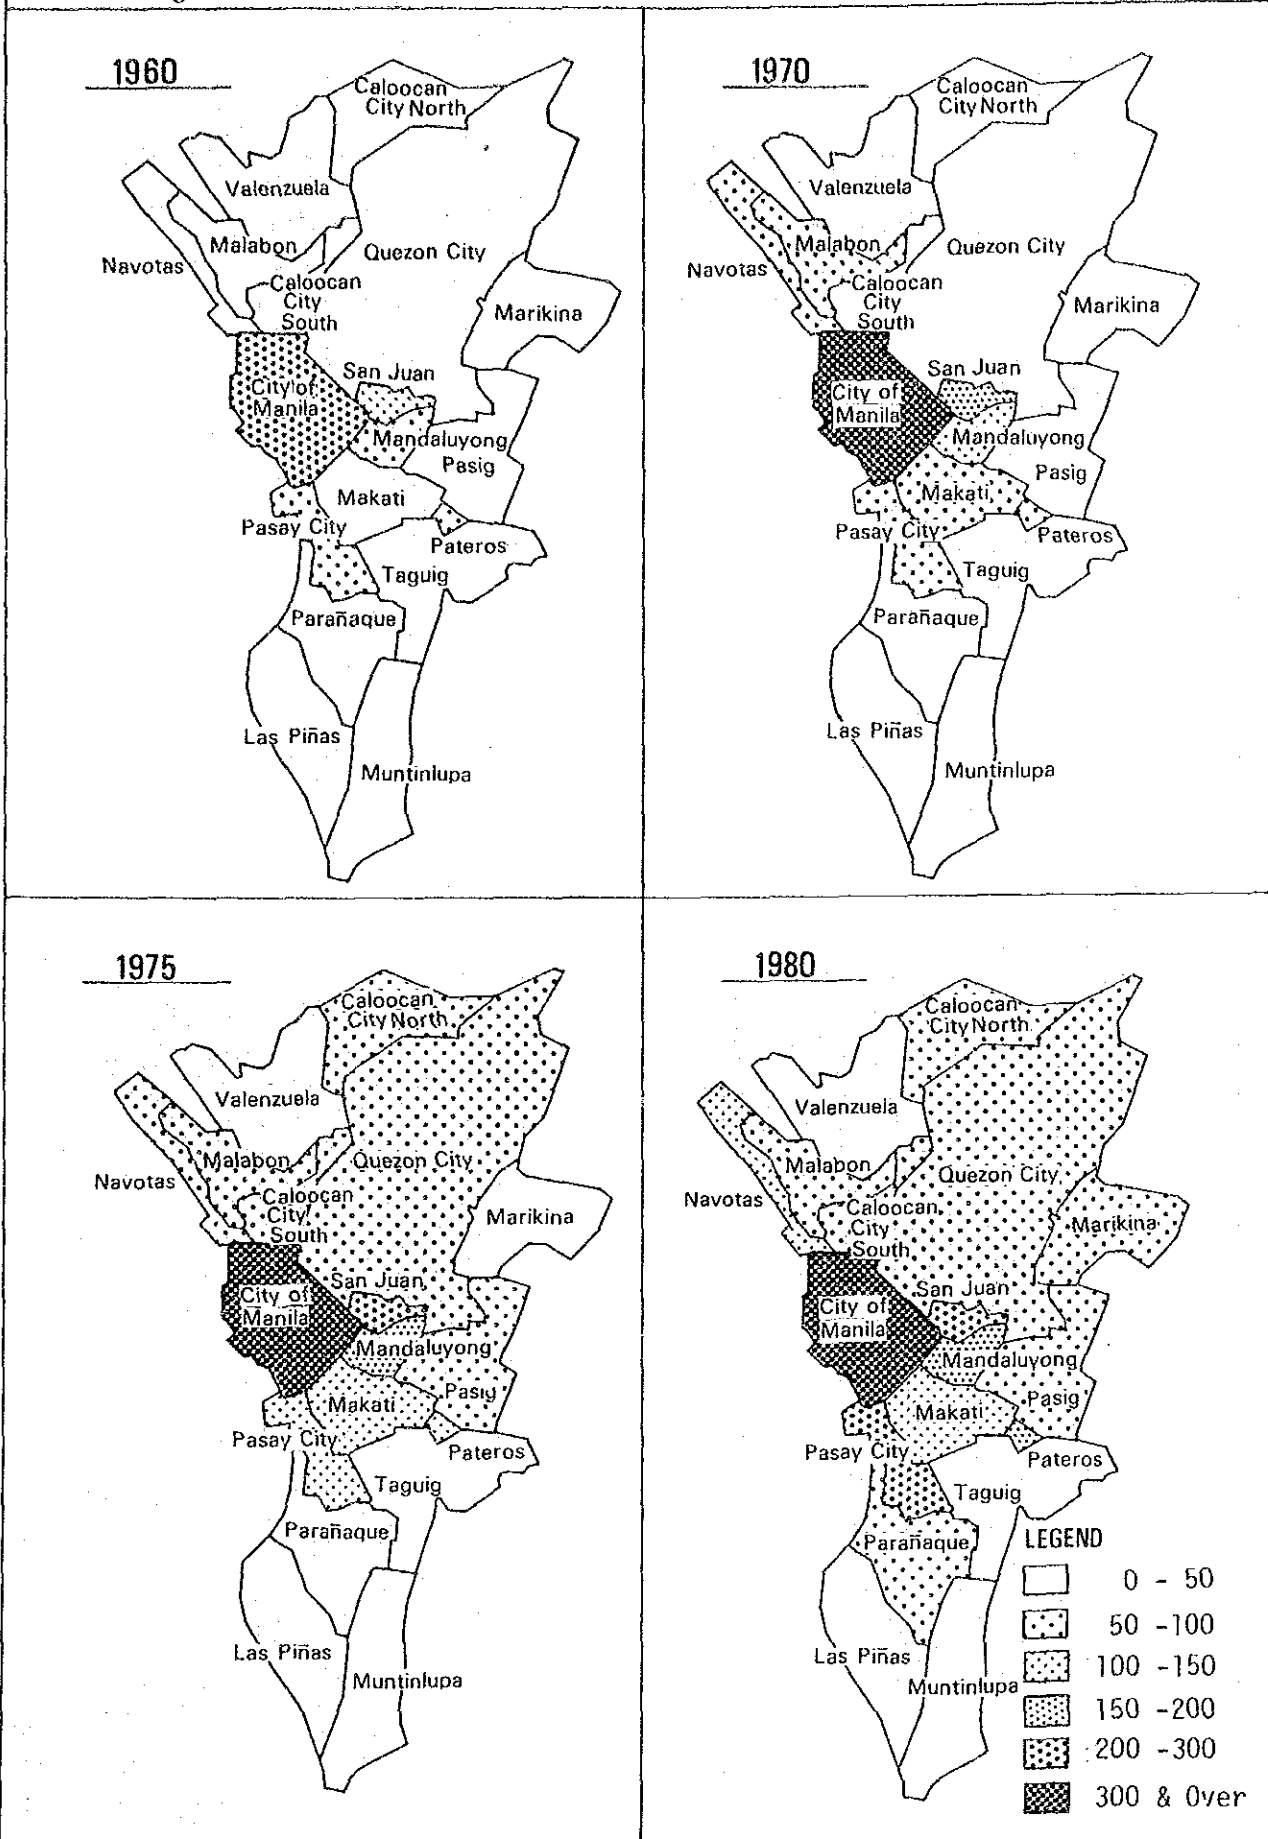 1960
Caloocan
City North
Valenzuela
Malabon
Quezon City
Navotas
Caloocan
City
South
Marikina
San Juan
City of
Manila
Mandaluyong
Pasig
Makati
Pasay City
Pateros
Taguig
Parañaque
Las Piñas
Muntinlupa
1970
Caloocan
City North
Valenzuela
Malabon
Quezon City
Navotas
Caloocan
City
South
Marikina
San Juan
City of
Manila
Mandaluyong
Pasig
Makati
Pasay City
Pateros
Taguig
Parañaque
Las Piñas
Muntinlupa
1975
Caloocan
City North
Valenzuela
Malabon
Quezon City
Navotas
Caloocan
City
South
Marikina
San Juan
City of
Manila
Mandaluyong
Pasig
Makati
Pasay City
Pateros
Taguig
Parañaque
Las Piñas
Muntinlupa
1980
Caloocan
City North
Valenzuela
Malabon
Quezon City
Navotas
Caloocan
City
South
Marikina
San Juan
City of
Manila
Mandaluyong
Pasig
Makati
Pasay City
Pateros
Taguig
Parañaque
Las Piñas
Muntinlupa
LEGEND
0 - 50
50 - 100
100 - 150
150 - 200
200 - 300
300 & Over